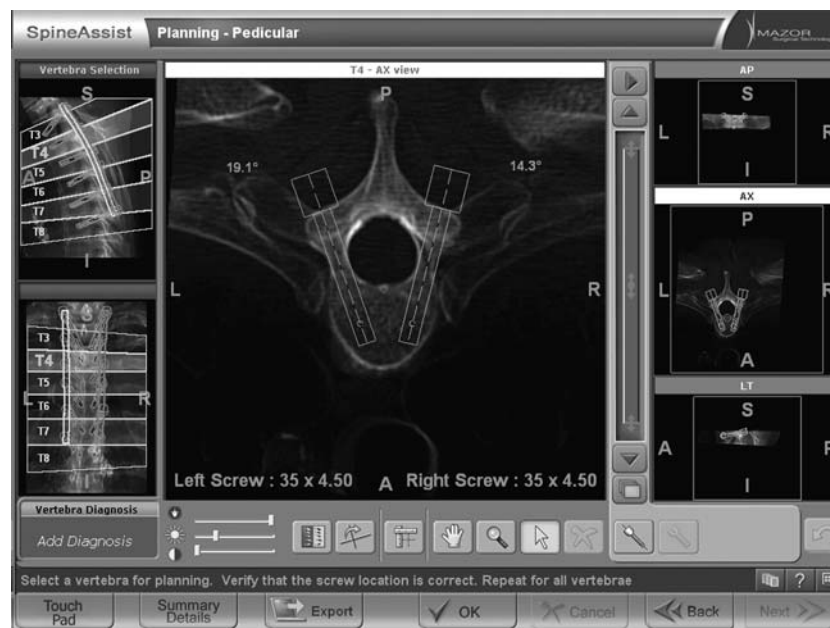 SpineAssist
Planning - Pedicular
MAZOR
Surgical Technologies
Vertebra Selection
S
T3
T4
A
T5
P
T6
T7
T8
I
S
T3
T4
T5
L
T6
R
T7
T8
T4 - AX view
P
19.1°
14.3°
L
R
Left Screw : 35 x 4.50
A
Right Screw : 35 x 4.50
AP
S
L
R
I
AX
P
L
R
A
LT
S
A
I
Vertebra Diagnosis
Add Diagnosis
Select a vertebra for planning. Verify that the screw location is correct. Repeat for all vertebrae
?
Touch
Pad
Summary
Details
Export
OK
Cancel
Back
Next